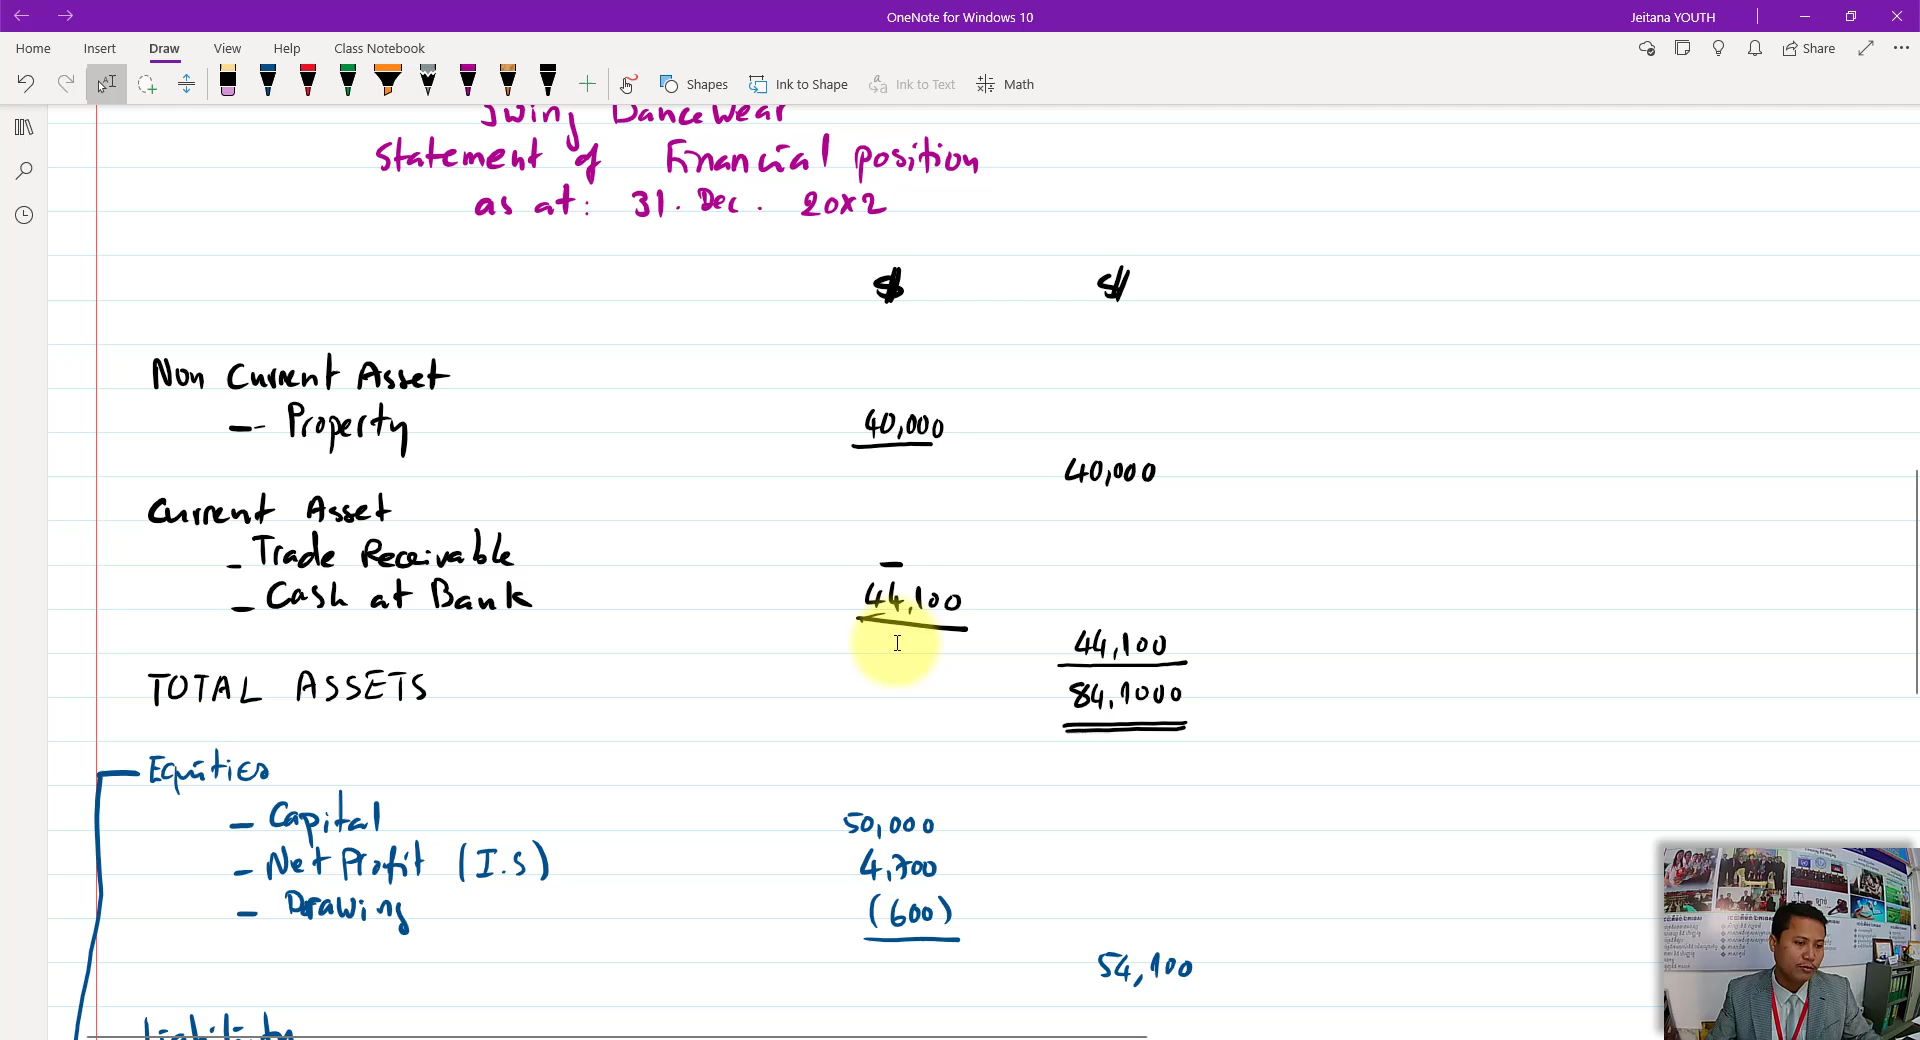 OneNote for Windows 10
Jeitana YOUTH
Home Insert Draw View Help Class Notebook
Share
Shapes Ink to Shape Ink to Text Math
Swing DanceWear
Statement of Financial position
as at: 31. Dec. 20x2
$ $
Non Current Asset
- Property 40,000
40,000
Current Asset
- Trade Receivable -
- Cash at Bank 44,100
44,100
TOTAL ASSETS 84,1000
Equities
- Capital 50,000
- Net Profit (I.S) 4,700
- Drawing (600)
54,100
Liability